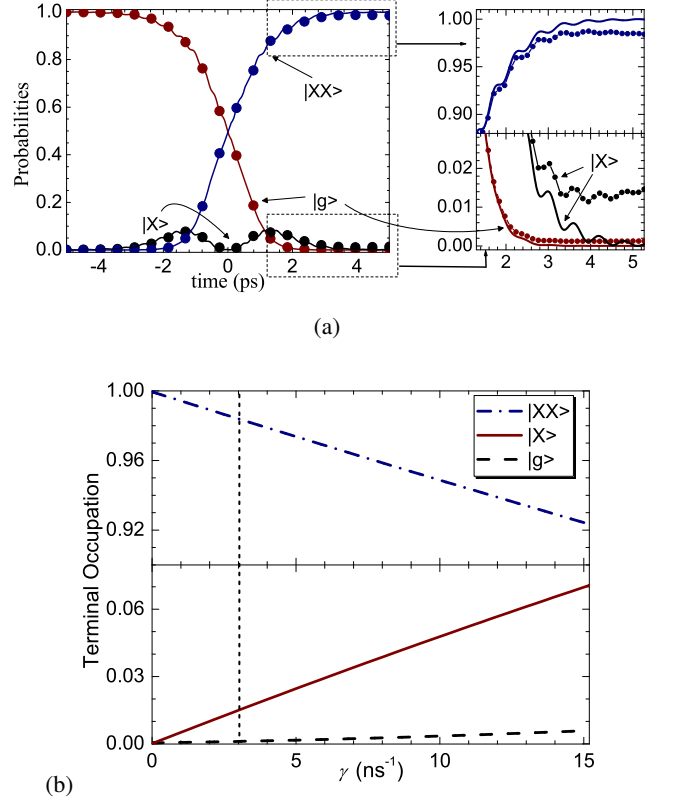 1.0
0.8
0.6
0.4
0.2
0.0
Probabilities
|XX>
|X>
|g>
-4 -2 0 2 4
time (ps)
1.00
0.95
0.90
|X>
0.02
0.01
0.00
2 3 4 5
(a)
1.00
0.96
0.92
|XX>
|X>
|g>
Terminal Occupation
0.06
0.03
0.00
0 5 10 15
γ (ns⁻¹)
(b)